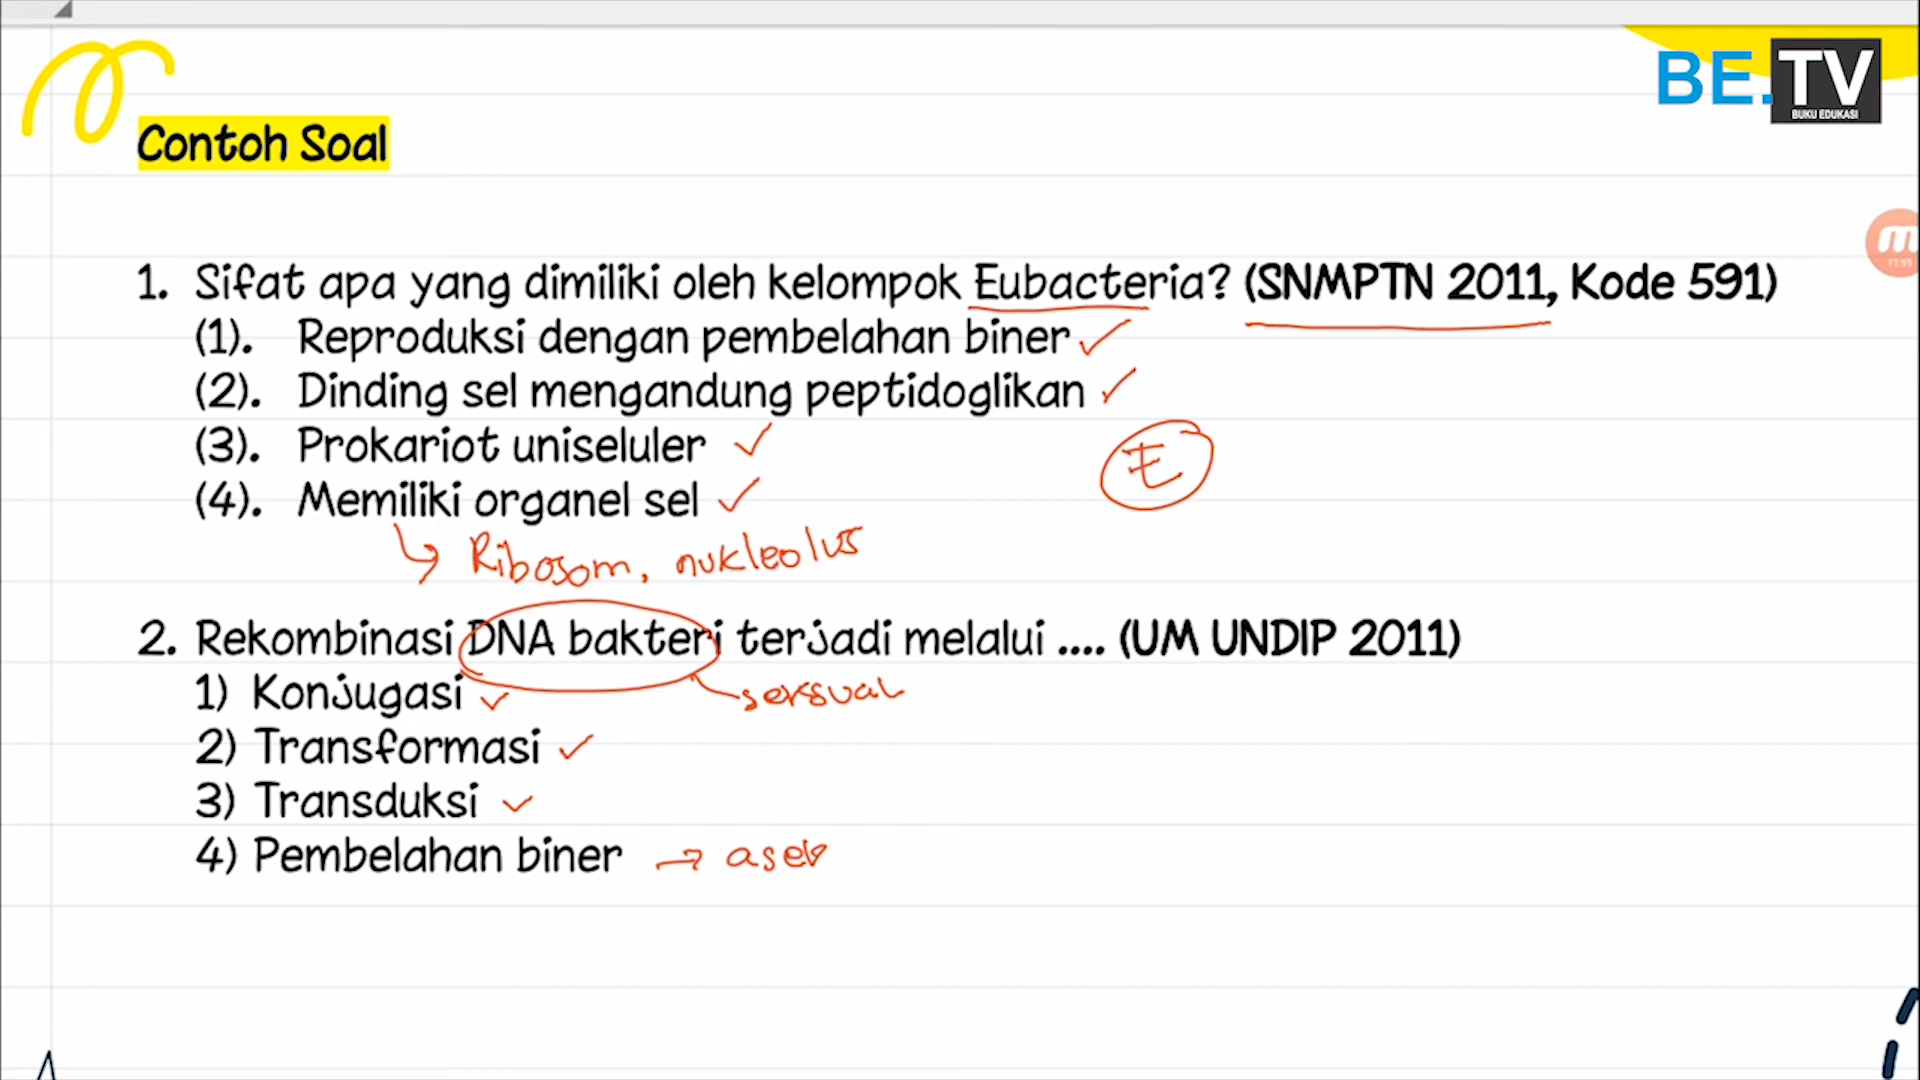 BE.TV
BUKU EDUKASI
Contoh Soal
1. Sifat apa yang dimiliki oleh kelompok Eubacteria? (SNMPTN 2011, Kode 591)
(1). Reproduksi dengan pembelahan biner
(2). Dinding sel mengandung peptidoglikan
(3). Prokariot uniseluler
E
(4). Memiliki organel sel
Ribosom, nukleolus
2. Rekombinasi DNA bakteri terjadi melalui .... (UM UNDIP 2011)
1) Konjugasi
seksual
2) Transformasi
3) Transduksi
4) Pembelahan biner